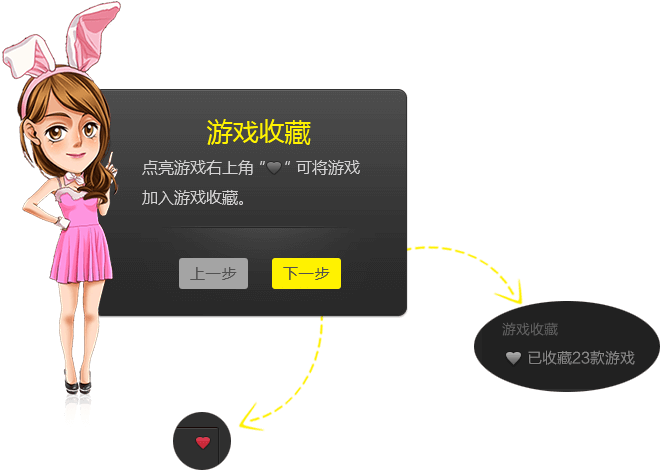 游戏收藏
点亮游戏右上角 "❤" 可将游戏
加入游戏收藏。
上一步
下一步
游戏收藏
❤ 已收藏23款游戏